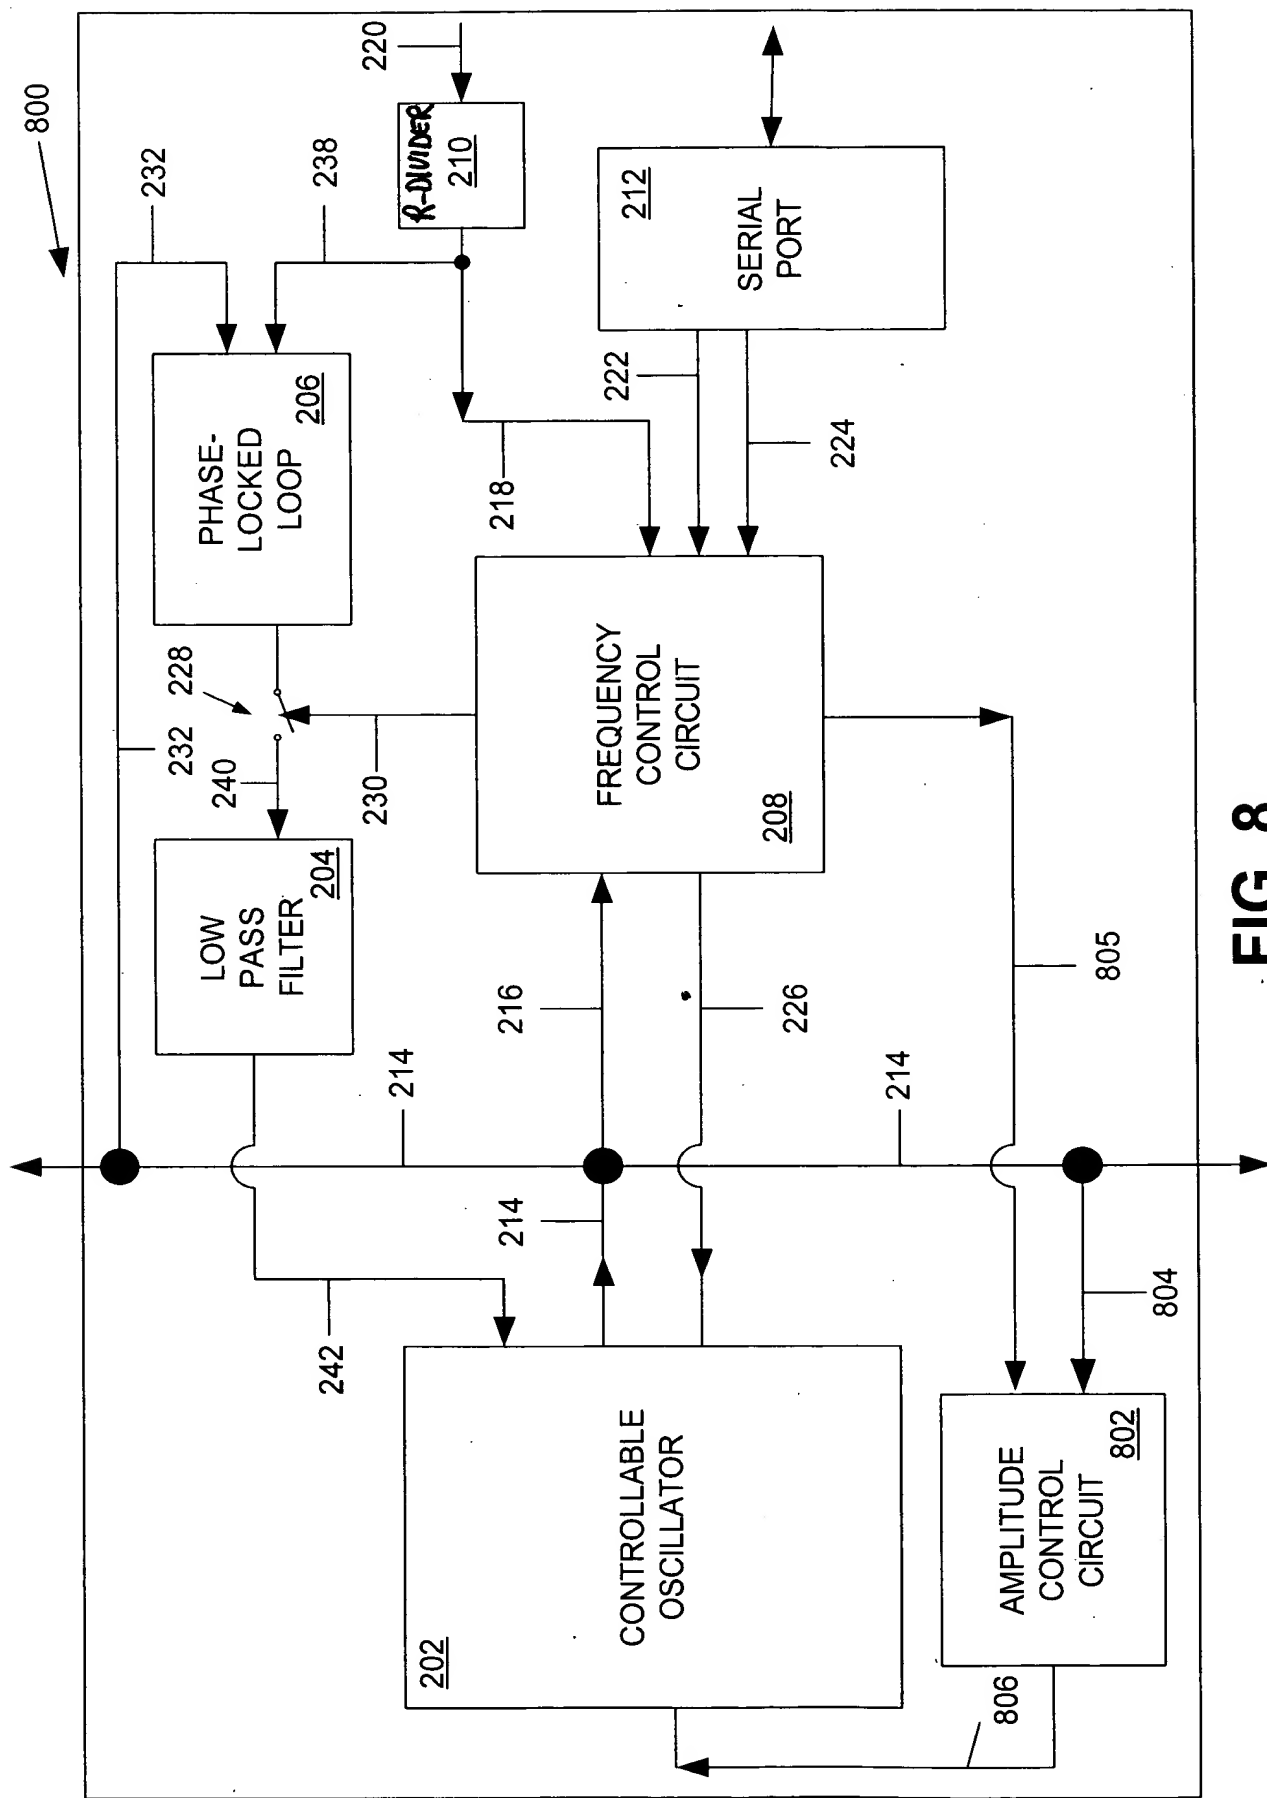 800
232
232
228
240
LOW
PASS
FILTER
204
PHASE-
LOCKED
LOOP
206
238
220
242
214
230
218
R-DIVIDER
210
202
CONTROLLABLE
OSCILLATOR
214
216
226
FREQUENCY
CONTROL
CIRCUIT
208
222
224
212
SERIAL
PORT
214
806
AMPLITUDE
CONTROL
CIRCUIT
802
804
805
FIG 8